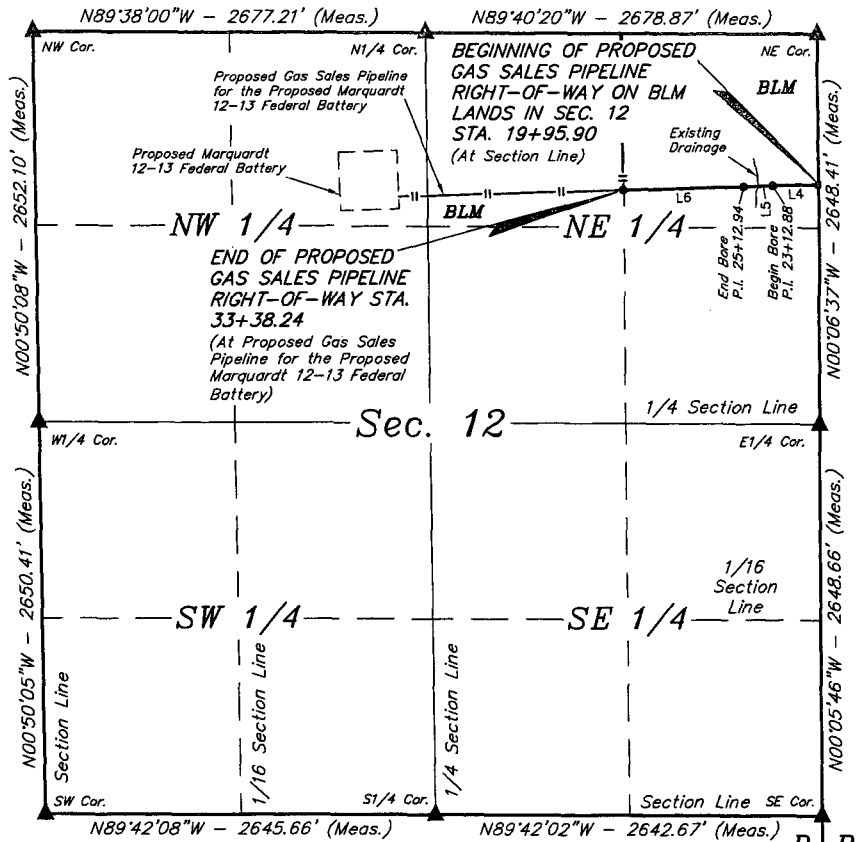 N89°38'00"W - 2677.21' (Meas.)
N89°40'20"W - 2678.87' (Meas.)
NW Cor.
N1/4 Cor.
NE Cor.
BEGINNING OF PROPOSED
GAS SALES PIPELINE
RIGHT-OF-WAY ON BLM
LANDS IN SEC. 12
STA. 19+95.90
(At Section Line)
BLM
Proposed Gas Sales Pipeline
for the Proposed Marquardt
12-13 Federal Battery
Existing
Drainage
Proposed Marquardt
12-13 Federal Battery
N00°50'08"W - 2652.10' (Meas.)
N00°06'37"W - 2648.41' (Meas.)
L6
L5
L4
BLM
NW 1/4
NE 1/4
End Bore
P.I. 25+12.94
Begin Bore
P.I. 23+12.88
END OF PROPOSED
GAS SALES PIPELINE
RIGHT-OF-WAY STA.
33+38.24
(At Proposed Gas Sales
Pipeline for the Proposed
Marquardt 12-13 Federal
Battery)
1/4 Section Line
Sec. 12
W1/4 Cor.
E1/4 Cor.
N00°50'05"W - 2650.41' (Meas.)
N00°05'46"W - 2648.66' (Meas.)
1/16
Section
Line
SW 1/4
SE 1/4
Section Line
1/16 Section Line
1/4 Section Line
SW Cor.
S1/4 Cor.
Section Line
SE Cor.
N89°42'08"W - 2645.66' (Meas.)
N89°42'02"W - 2642.67' (Meas.)